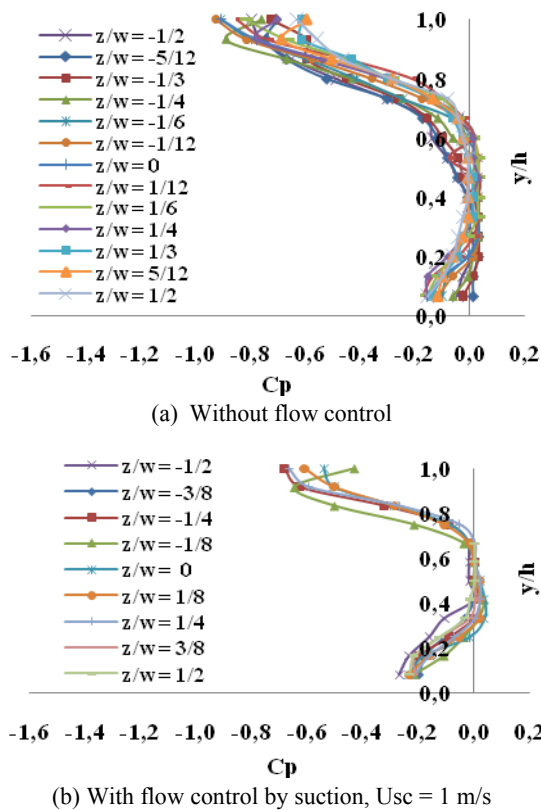 z/w = -1/2
z/w = -5/12
z/w = -1/3
z/w = -1/4
z/w = -1/6
z/w = -1/12
z/w = 0
z/w = 1/12
z/w = 1/6
z/w = 1/4
z/w = 1/3
z/w = 5/12
z/w = 1/2
1,0
0,8
0,6
0,4
0,2
0,0
y/h
-1,6 -1,4 -1,2 -1,0 -0,8 -0,6 -0,4 -0,2 0,0 0,2
Cp
(a) Without flow control
z/w = -1/2
z/w = -3/8
z/w = -1/4
z/w = -1/8
z/w = 0
z/w = 1/8
z/w = 1/4
z/w = 3/8
z/w = 1/2
1,0
0,8
0,6
0,4
0,2
0,0
y/h
-1,6 -1,4 -1,2 -1,0 -0,8 -0,6 -0,4 -0,2 0,0 0,2
Cp
(b) With flow control by suction, Usc = 1 m/s